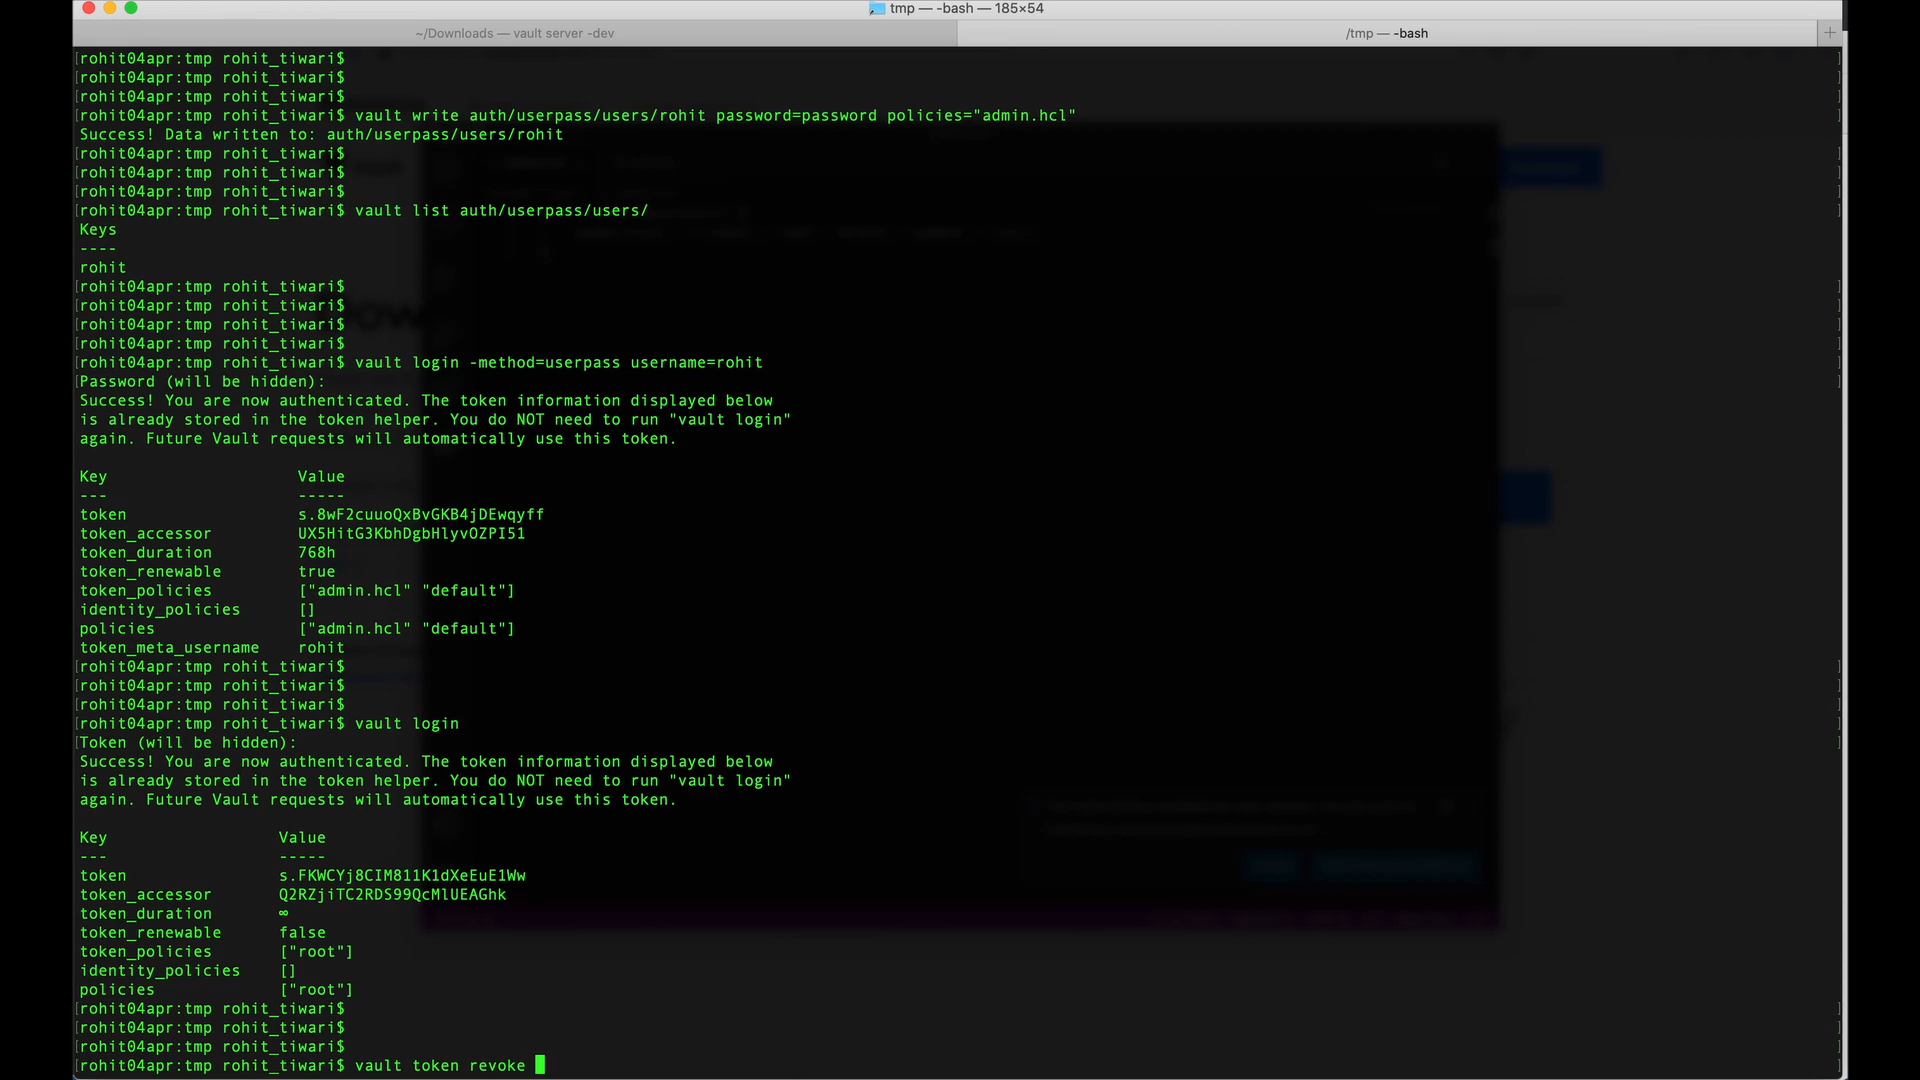 tmp — -bash — 185×54
~/Downloads — vault server -dev
/tmp — -bash
[rohit04apr:tmp rohit_tiwari$
[rohit04apr:tmp rohit_tiwari$
[rohit04apr:tmp rohit_tiwari$
[rohit04apr:tmp rohit_tiwari$ vault write auth/userpass/users/rohit password=password policies="admin.hcl"
Success! Data written to: auth/userpass/users/rohit
[rohit04apr:tmp rohit_tiwari$
[rohit04apr:tmp rohit_tiwari$
[rohit04apr:tmp rohit_tiwari$
[rohit04apr:tmp rohit_tiwari$ vault list auth/userpass/users/
Keys
----
rohit
[rohit04apr:tmp rohit_tiwari$
[rohit04apr:tmp rohit_tiwari$
[rohit04apr:tmp rohit_tiwari$
[rohit04apr:tmp rohit_tiwari$
[rohit04apr:tmp rohit_tiwari$ vault login -method=userpass username=rohit
[Password (will be hidden):
Success! You are now authenticated. The token information displayed below
is already stored in the token helper. You do NOT need to run "vault login"
again. Future Vault requests will automatically use this token.
Key Value
--- -----
token s.8wF2cuuoQxBvGKB4jDEwqyff
token_accessor UX5HitG3KbhDgbHlyvOZPI51
token_duration 768h
token_renewable true
token_policies ["admin.hcl" "default"]
identity_policies []
policies ["admin.hcl" "default"]
token_meta_username rohit
[rohit04apr:tmp rohit_tiwari$
[rohit04apr:tmp rohit_tiwari$
[rohit04apr:tmp rohit_tiwari$
[rohit04apr:tmp rohit_tiwari$ vault login
[Token (will be hidden):
Success! You are now authenticated. The token information displayed below
is already stored in the token helper. You do NOT need to run "vault login"
again. Future Vault requests will automatically use this token.
Key Value
--- -----
token s.FKWCYj8CIM811K1dXeEuE1Ww
token_accessor Q2RZjiTC2RDS99QcMlUEAGhk
token_duration ∞
token_renewable false
token_policies ["root"]
identity_policies []
policies ["root"]
[rohit04apr:tmp rohit_tiwari$
[rohit04apr:tmp rohit_tiwari$
[rohit04apr:tmp rohit_tiwari$
[rohit04apr:tmp rohit_tiwari$ vault token revoke